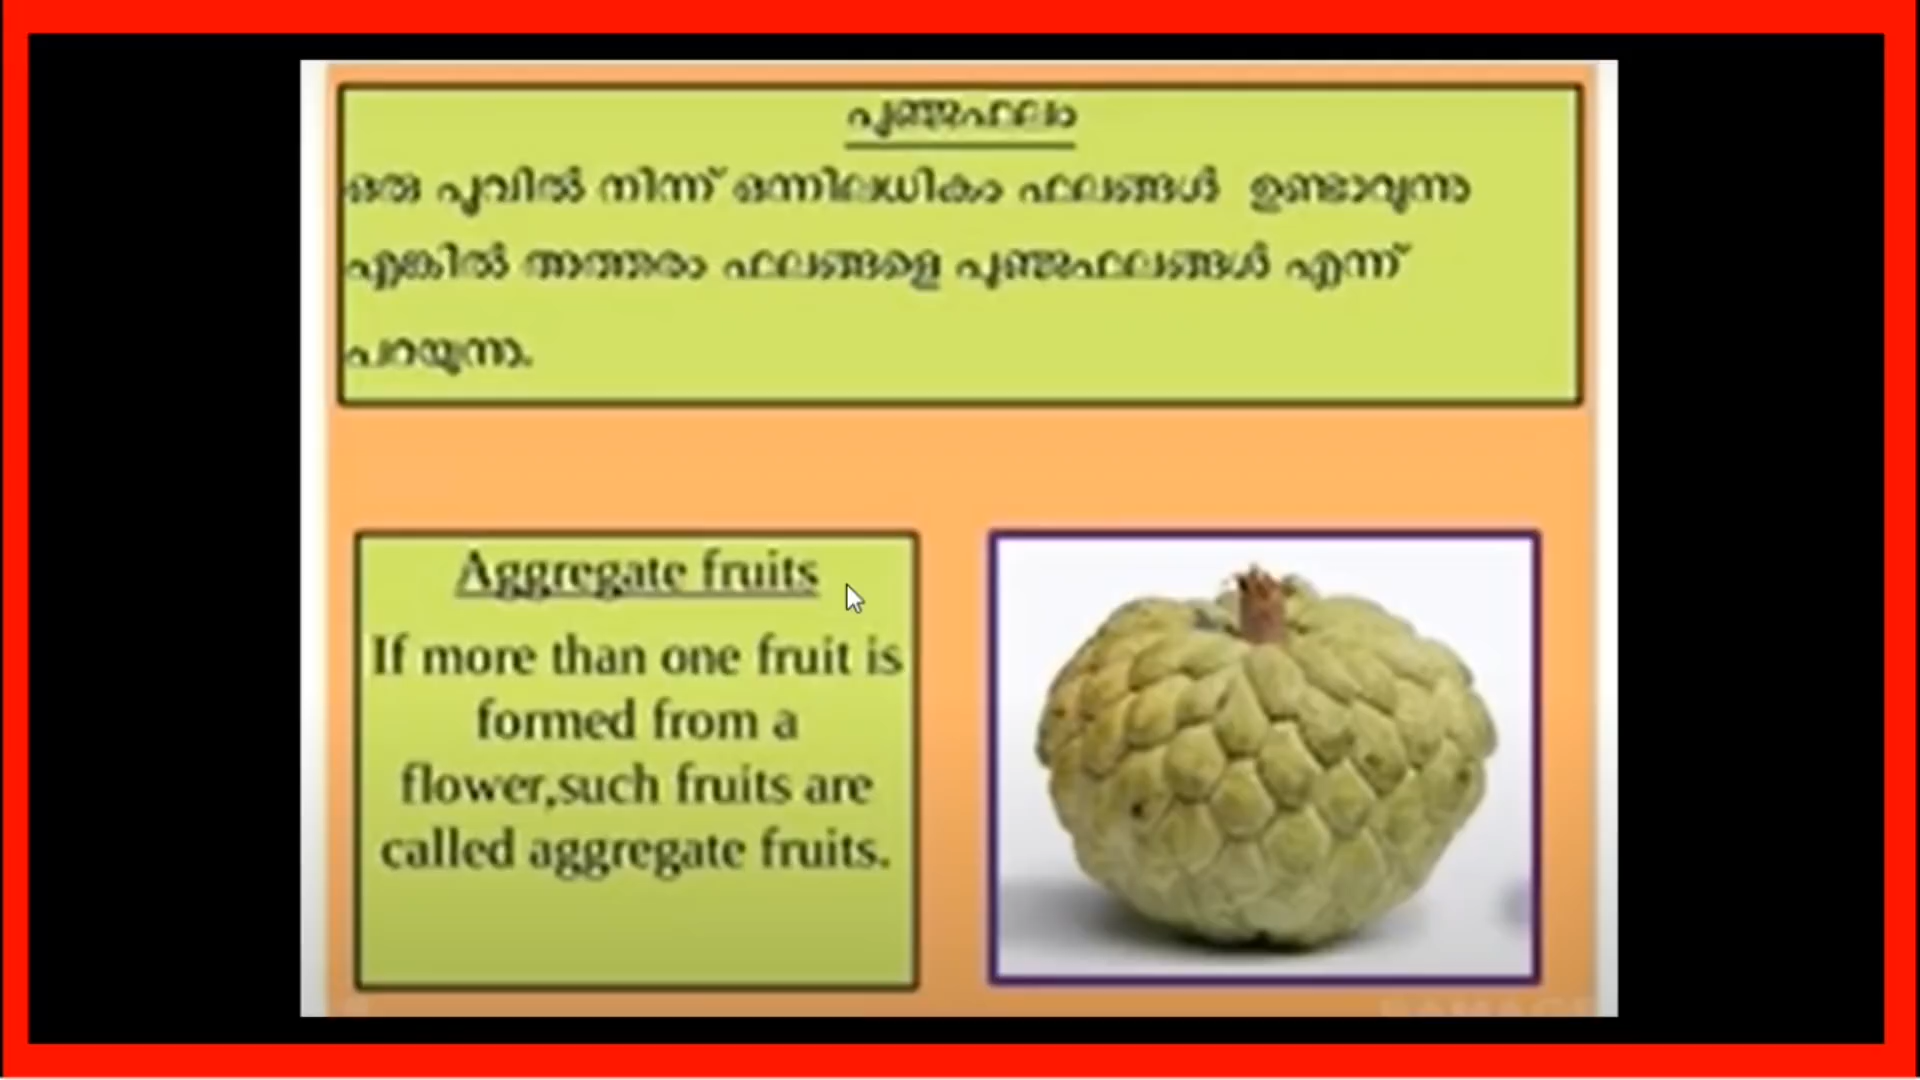 പുഞ്ജഫലം
ഒരു പൂവിൽ നിന്ന് ഒന്നിലധികം ഫലങ്ങൾ ഉണ്ടാവുന്നു
എങ്കിൽ അത്തരം ഫലങ്ങളെ പുഞ്ജഫലങ്ങൾ എന്ന്
പറയുന്നു.
Aggregate fruits
If more than one fruit is
formed from a
flower,such fruits are
called aggregate fruits.